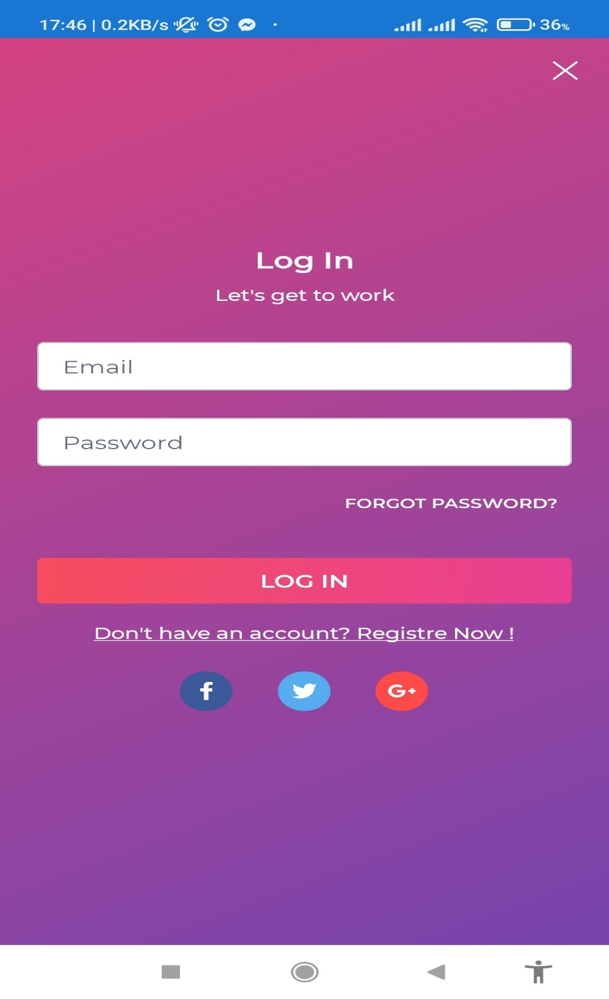 17:46 | 0.2KB/s 36%
Log In
Let's get to work
Email
Password
FORGOT PASSWORD?
LOG IN
Don't have an account? Registre Now !
f G+